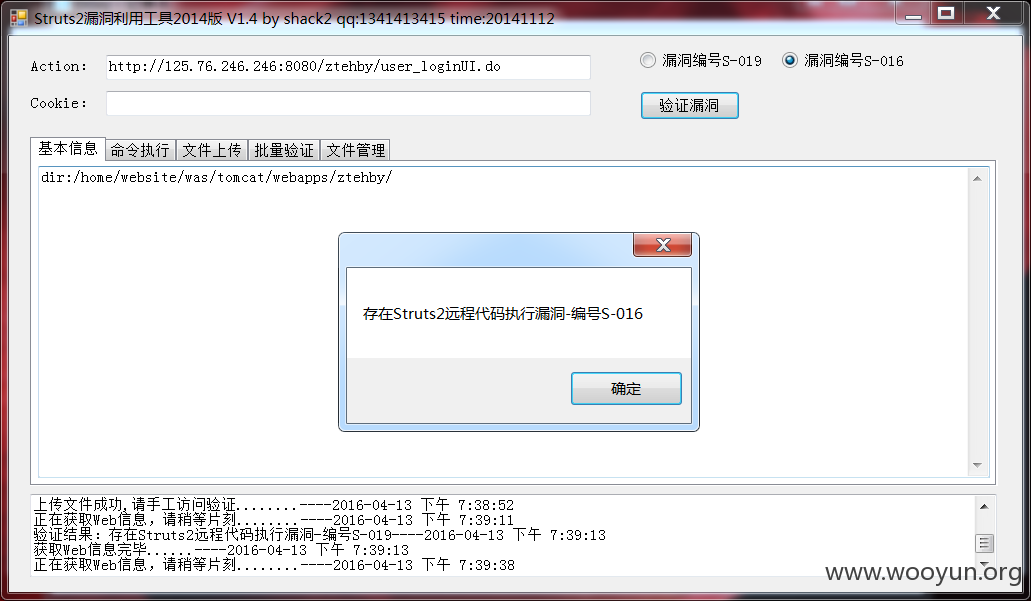 Struts2漏洞利用工具2014版 V1.4 by shack2 qq:1341413415 time:20141112
Action: http://125.76.246.246:8080/ztehby/user_loginUI.do
漏洞编号S-019 漏洞编号S-016
Cookie:
验证漏洞
基本信息 命令执行 文件上传 批量验证 文件管理
dir:/home/website/was/tomcat/webapps/ztehby/
存在Struts2远程代码执行漏洞-编号S-016
确定
上传文件成功,请手工访问验证........----2016-04-13 下午 7:38:52
正在获取Web信息，请稍等片刻........----2016-04-13 下午 7:39:11
验证结果：存在Struts2远程代码执行漏洞-编号S-019----2016-04-13 下午 7:39:13
获取Web信息完毕......----2016-04-13 下午 7:39:13
正在获取Web信息，请稍等片刻........----2016-04-13 下午 7:39:38
www.wooyun.org